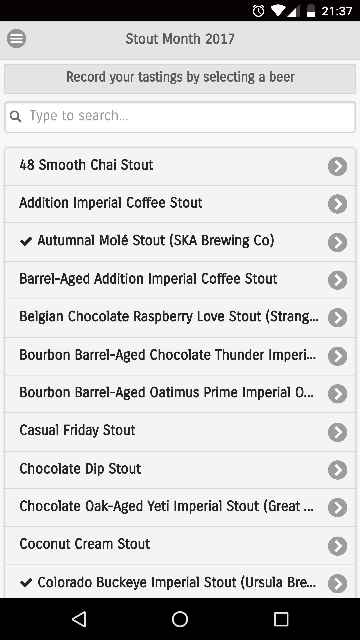 21:37
Stout Month 2017
Record your tastings by selecting a beer
Type to search...
48 Smooth Chai Stout
Addition Imperial Coffee Stout
Autumnal Molé Stout (SKA Brewing Co)
Barrel-Aged Addition Imperial Coffee Stout
Belgian Chocolate Raspberry Love Stout (Strang...
Bourbon Barrel-Aged Chocolate Thunder Imperi...
Bourbon Barrel-Aged Oatimus Prime Imperial O...
Casual Friday Stout
Chocolate Dip Stout
Chocolate Oak-Aged Yeti Imperial Stout (Great ...
Coconut Cream Stout
Colorado Buckeye Imperial Stout (Ursula Bre...